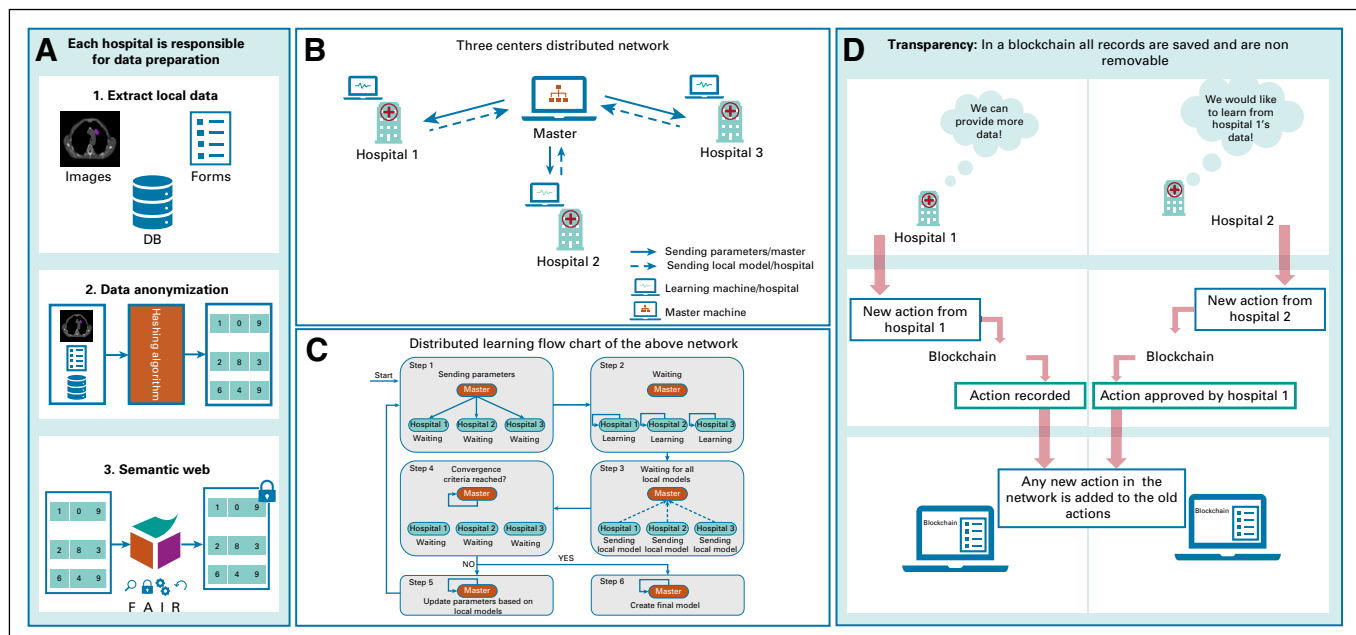 A
Each hospital is responsible
for data preparation
1. Extract local data
Images
Forms
DB
2. Data anonymization
Hashing algorithm
1 0 9
2 8 3
6 4 9
3. Semantic web
1 0 9
2 8 3
6 4 9
1 0 9
2 8 3
6 4 9
F A I R
B
Three centers distributed network
Master
Hospital 1
Hospital 3
Hospital 2
Sending parameters/master
Sending local model/hospital
Learning machine/hospital
Master machine
C
Distributed learning flow chart of the above network
Start
Step 1
Sending parameters
Master
Hospital 1 Hospital 2 Hospital 3
Waiting Waiting Waiting
Step 2
Waiting
Master
Hospital 1 Hospital 2 Hospital 3
Learning Learning Learning
Step 4
Convergence
criteria reached?
Master
Hospital 1 Hospital 2 Hospital 3
Waiting Waiting Waiting
Step 3
Waiting for all
local models
Master
Hospital 1 Hospital 2 Hospital 3
Sending Sending Sending
local model local model local model
NO
YES
Step 5
Master
Update parameters based on
local models
Step 6
Master
Create final model
D
Transparency: In a blockchain all records are saved and are non
removable
We can
provide more
data!
Hospital 1
We would like
to learn from
hospital 1's
data!
Hospital 2
New action from
hospital 1
New action from
hospital 2
Blockchain
Blockchain
Action recorded
Action approved by hospital 1
Any new action in the
network is added to the old
actions
Blockchain
Blockchain